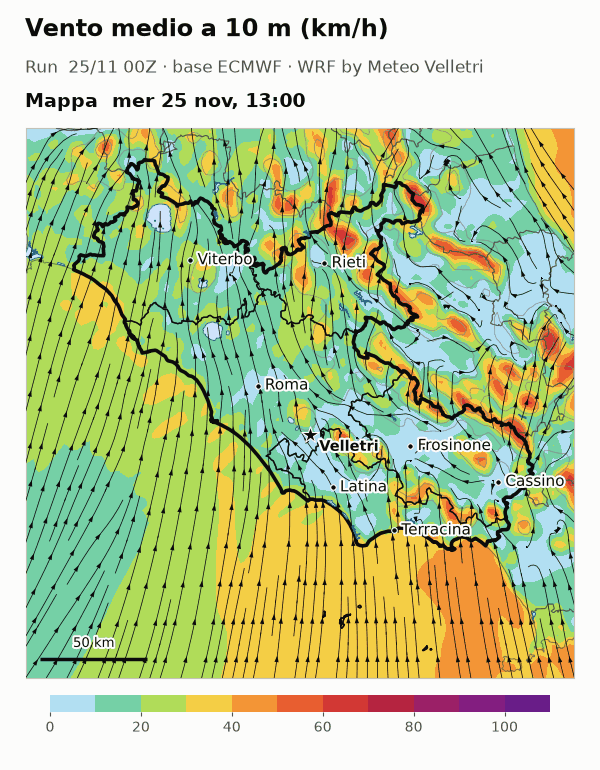 Vento medio a 10 m (km/h)
Run  25/11 00Z · base ECMWF · WRF by Meteo Velletri
Mappa  mer 25 nov, 13:00
Viterbo
Rieti
Roma
Velletri
Frosinone
Latina
Cassino
Terracina
50 km
0 20 40 60 80 100